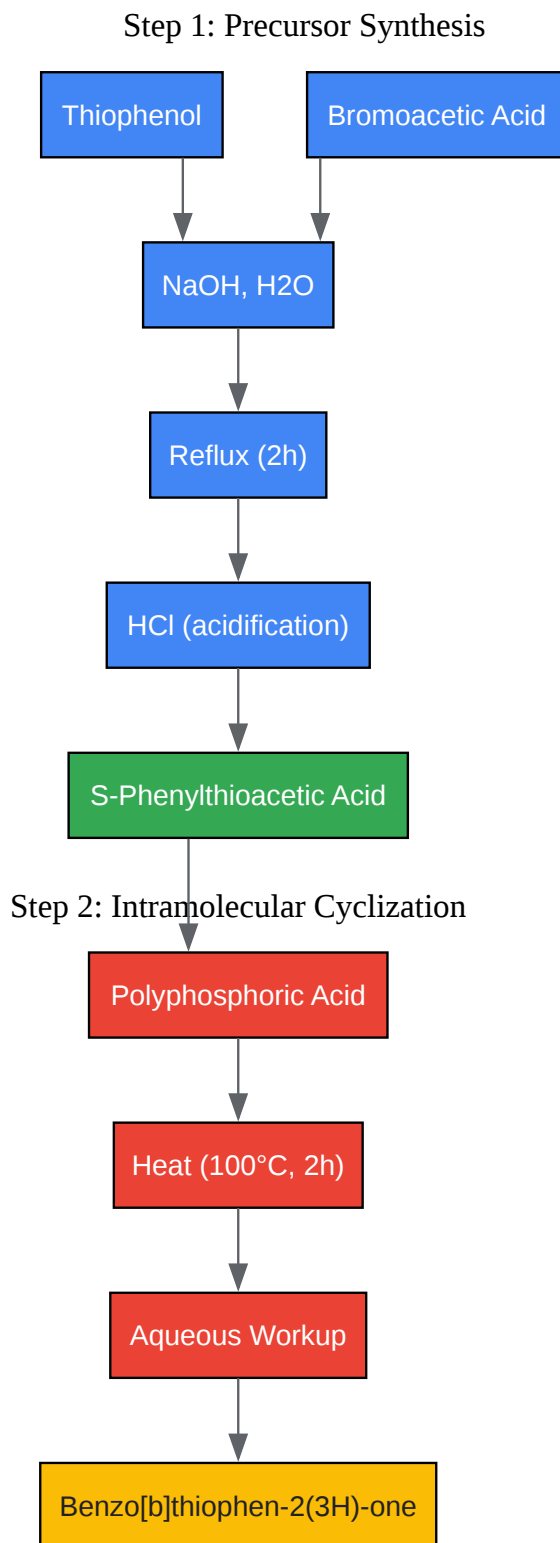 Step 1: Precursor Synthesis
Thiophenol
Bromoacetic Acid
NaOH, H2O
Reflux (2h)
HCl (acidification)
S-Phenylthioacetic Acid
Step 2: Intramolecular Cyclization
Polyphosphoric Acid
Heat (100°C, 2h)
Aqueous Workup
Benzo[b]thiophen-2(3H)-one